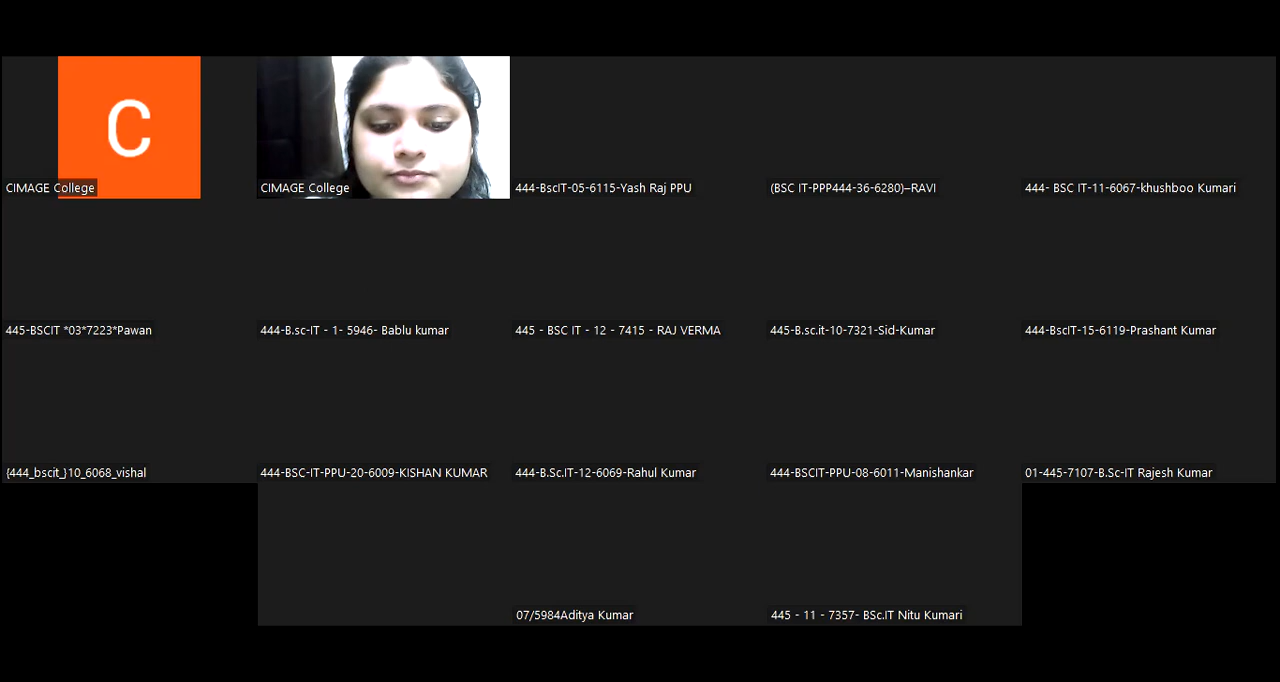 C
CIMAGE College
CIMAGE College
444-BscIT-05-6115-Yash Raj PPU
(BSC IT-PPP444-36-6280)–RAVI
444- BSC IT-11-6067-khushboo Kumari
445-BSCIT *03*7223*Pawan
444-B.sc-IT - 1- 5946- Bablu kumar
445 - BSC IT - 12 - 7415 - RAJ VERMA
445-B.sc.it-10-7321-Sid-Kumar
444-BscIT-15-6119-Prashant Kumar
{444_bscit_}10_6068_vishal
444-BSC-IT-PPU-20-6009-KISHAN KUMAR
444-B.Sc.IT-12-6069-Rahul Kumar
444-BSCIT-PPU-08-6011-Manishankar
01-445-7107-B.Sc-IT Rajesh Kumar
07/5984Aditya Kumar
445 - 11 - 7357- BSc.IT Nitu Kumari